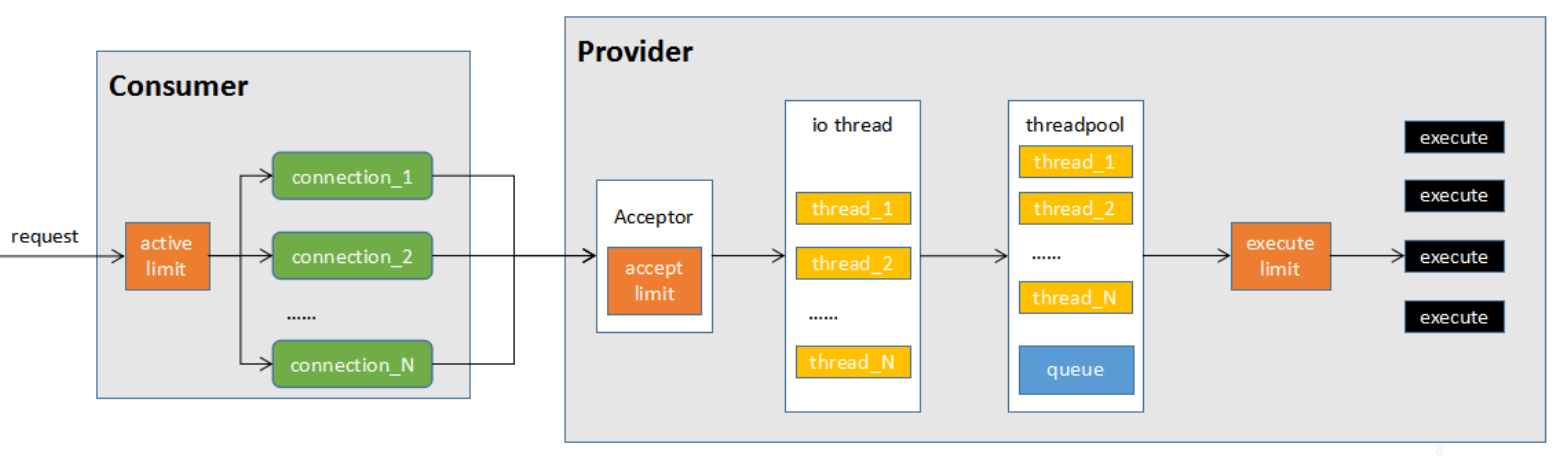 Consumer
request
active
limit
connection_1
connection_2
......
connection_N
Provider
Acceptor
accept
limit
io thread
thread_1
thread_2
......
thread_N
threadpool
thread_1
thread_2
......
thread_N
queue
execute
limit
execute
execute
execute
execute